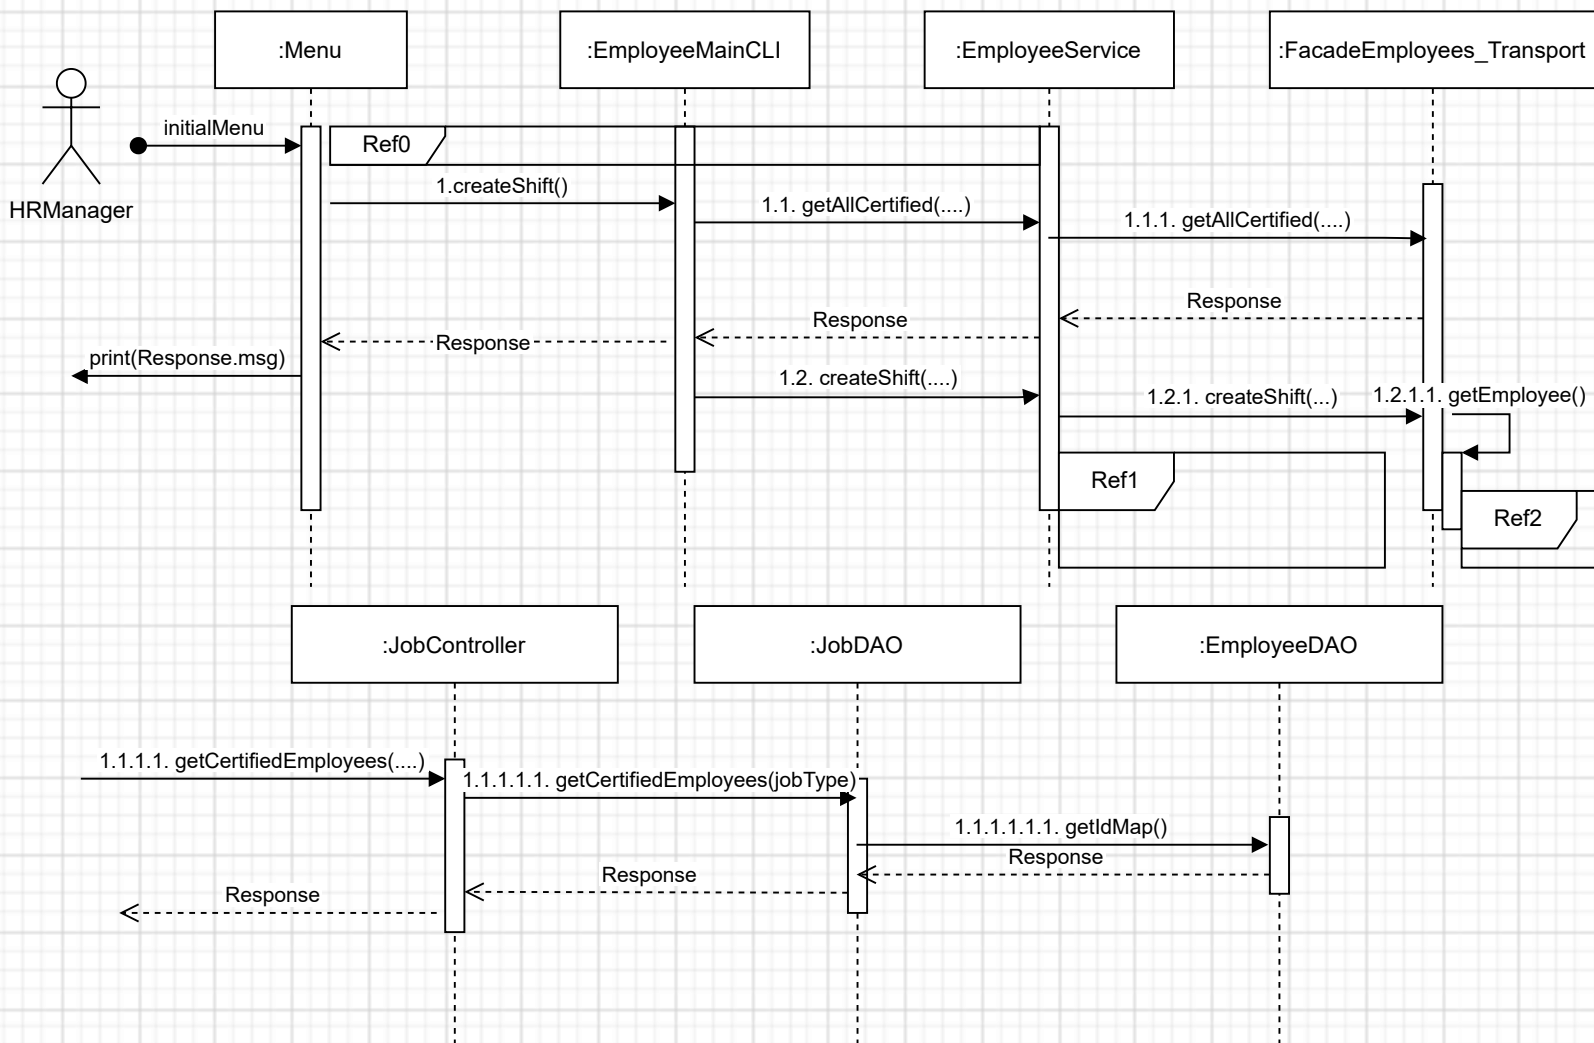 :Menu
:EmployeeMainCLI
:EmployeeService
:FacadeEmployees_Transport
initialMenu
Ref0
HRManager
1.createShift()
1.1. getAllCertified(....)
1.1.1. getAllCertified(....)
Response
Response
Response
print(Response.msg)
1.2. createShift(....)
1.2.1. createShift(...)
1.2.1.1. getEmployee()
Ref1
Ref2
:JobController
:JobDAO
:EmployeeDAO
1.1.1.1. getCertifiedEmployees(....)
1.1.1.1.1. getCertifiedEmployees(jobType)
1.1.1.1.1.1. getIdMap()
Response
Response
Response